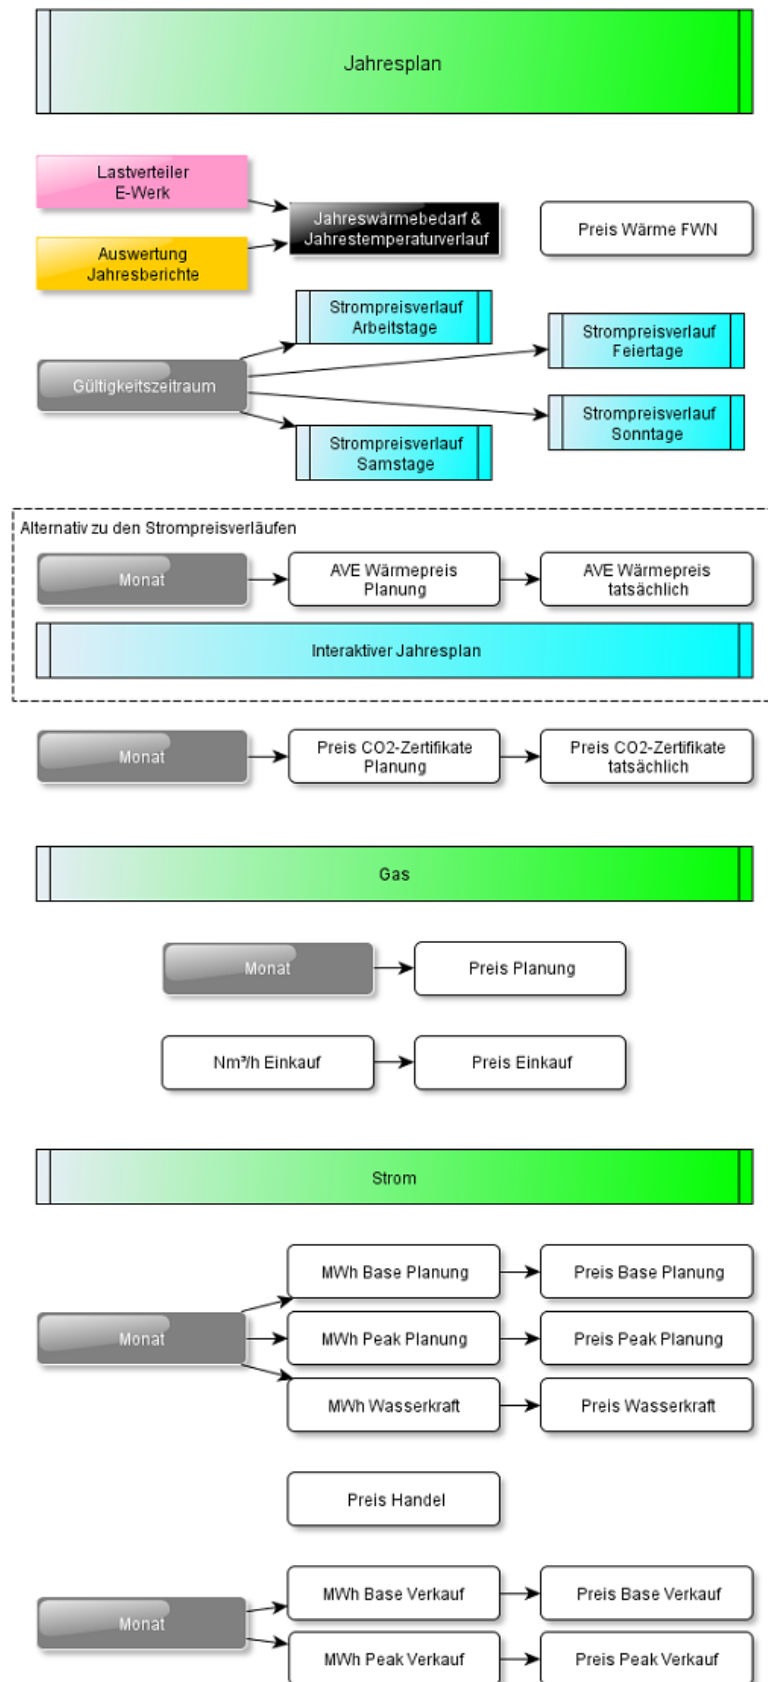 Jahresplan
Lastverteiler
E-Werk
Auswertung
Jahresberichte
Jahreswärmebedarf &
Jahrestemperaturverlauf
Preis Wärme FWN
Gültigkeitszeitraum
Strompreisverlauf
Arbeitstage
Strompreisverlauf
Feiertage
Strompreisverlauf
Sonntage
Strompreisverlauf
Samstage
Alternativ zu den Strompreisverläufen
Monat
AVE Wärmepreis
Planung
AVE Wärmepreis
tatsächlich
Interaktiver Jahresplan
Monat
Preis CO2-Zertifikate
Planung
Preis CO2-Zertifikate
tatsächlich
Gas
Monat
Preis Planung
Nm³/h Einkauf
Preis Einkauf
Strom
Monat
MWh Base Planung
Preis Base Planung
MWh Peak Planung
Preis Peak Planung
MWh Wasserkraft
Preis Wasserkraft
Preis Handel
Monat
MWh Base Verkauf
Preis Base Verkauf
MWh Peak Verkauf
Preis Peak Verkauf